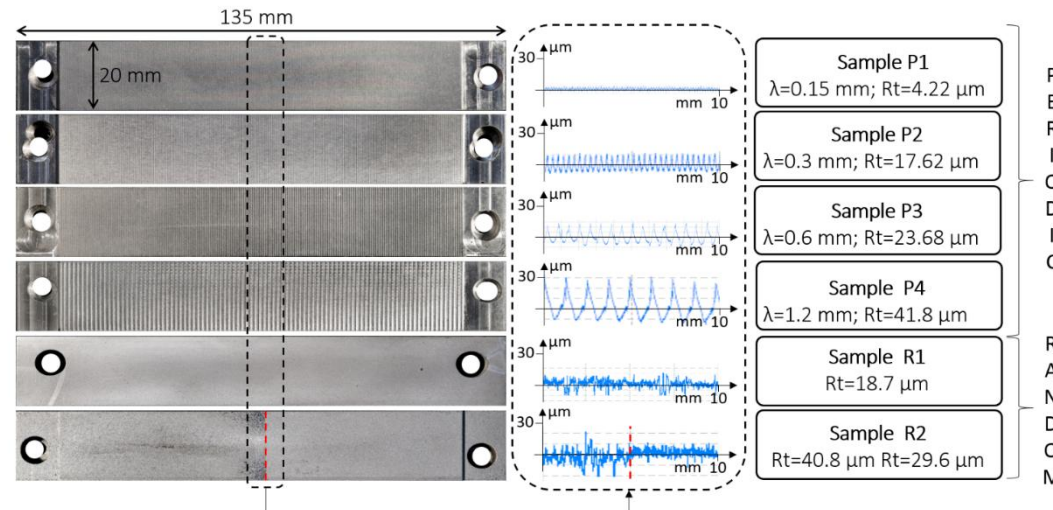 135 mm
20 mm
30
µm
mm 10
Sample P1
λ=0.15 mm; Rt=4.22 µm
30
µm
mm 10
Sample P2
λ=0.3 mm; Rt=17.62 µm
30
µm
mm 10
Sample P3
λ=0.6 mm; Rt=23.68 µm
30
µm
mm 10
Sample P4
λ=1.2 mm; Rt=41.8 µm
30
µm
mm 10
Sample R1
Rt=18.7 µm
30
µm
mm 10
Sample R2
Rt=40.8 µm Rt=29.6 µm
P
E
R
I
O
D
I
C
R
A
N
D
O
M